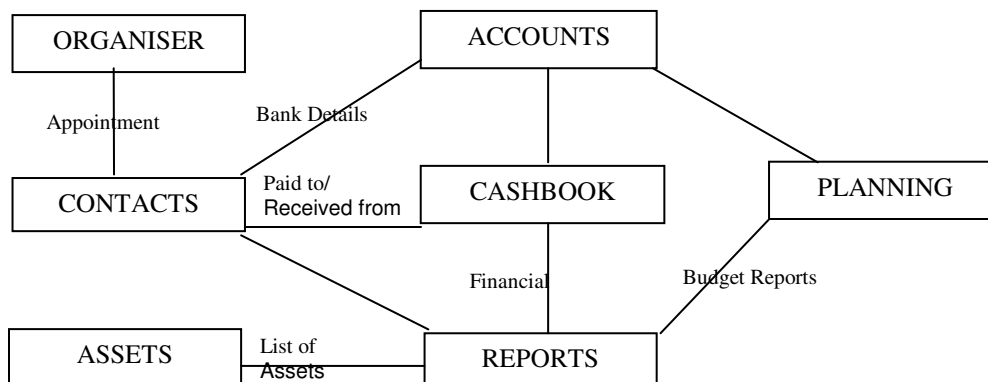 ORGANISER
ACCOUNTS
Appointment
Bank Details
CONTACTS
Paid to/
Received from
CASHBOOK
PLANNING
Financial
Budget Reports
ASSETS
List of
Assets
REPORTS